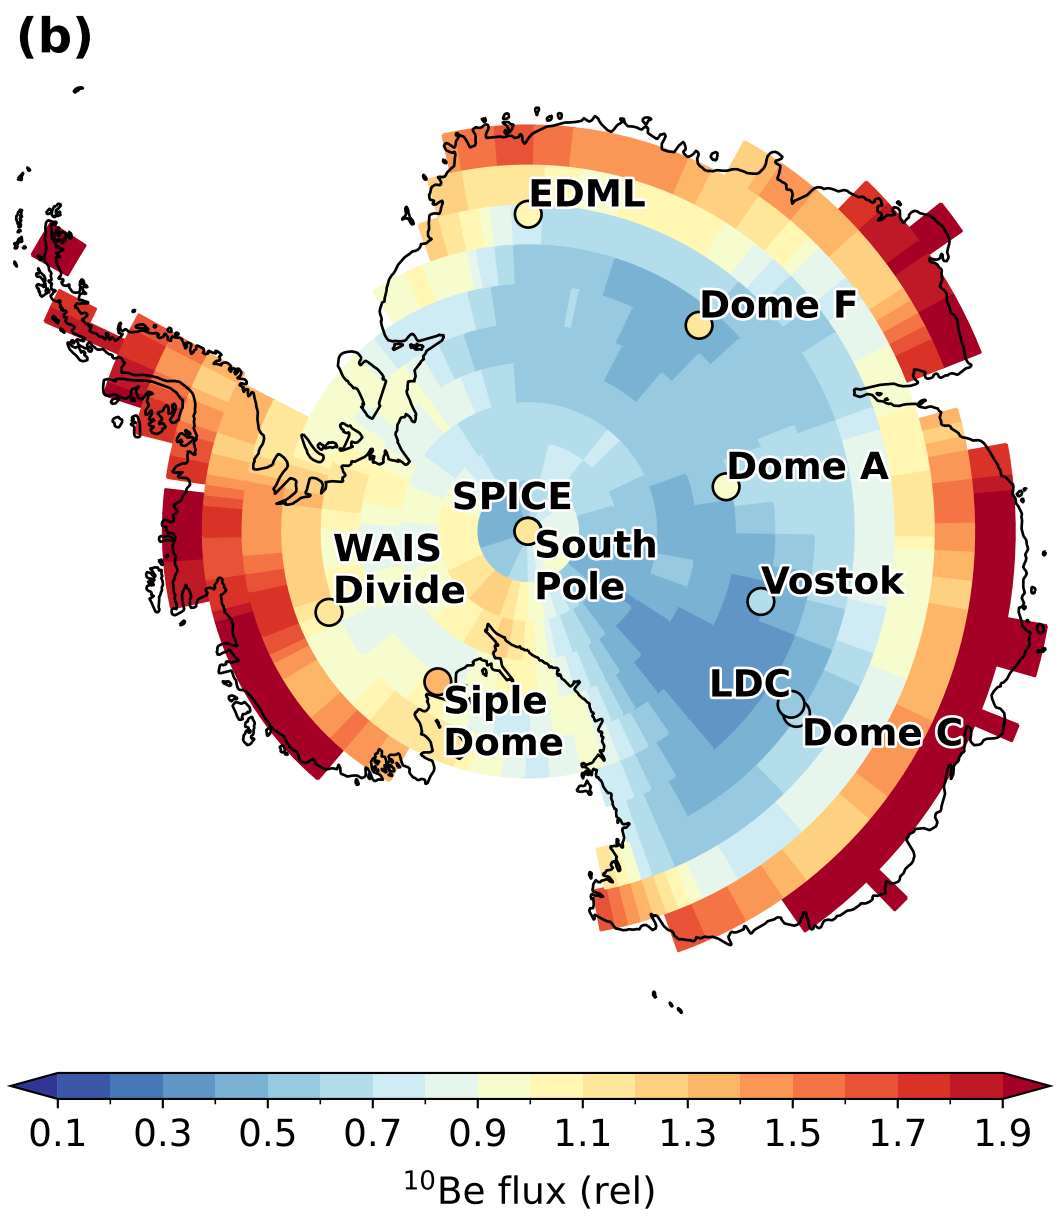 (b)
EDML
Dome F
Dome A
SPICE
South
Pole
WAIS
Divide
Vostok
LDC
Siple
Dome
Dome C
0.1 0.3 0.5 0.7 0.9 1.1 1.3 1.5 1.7 1.9
¹⁰Be flux (rel)